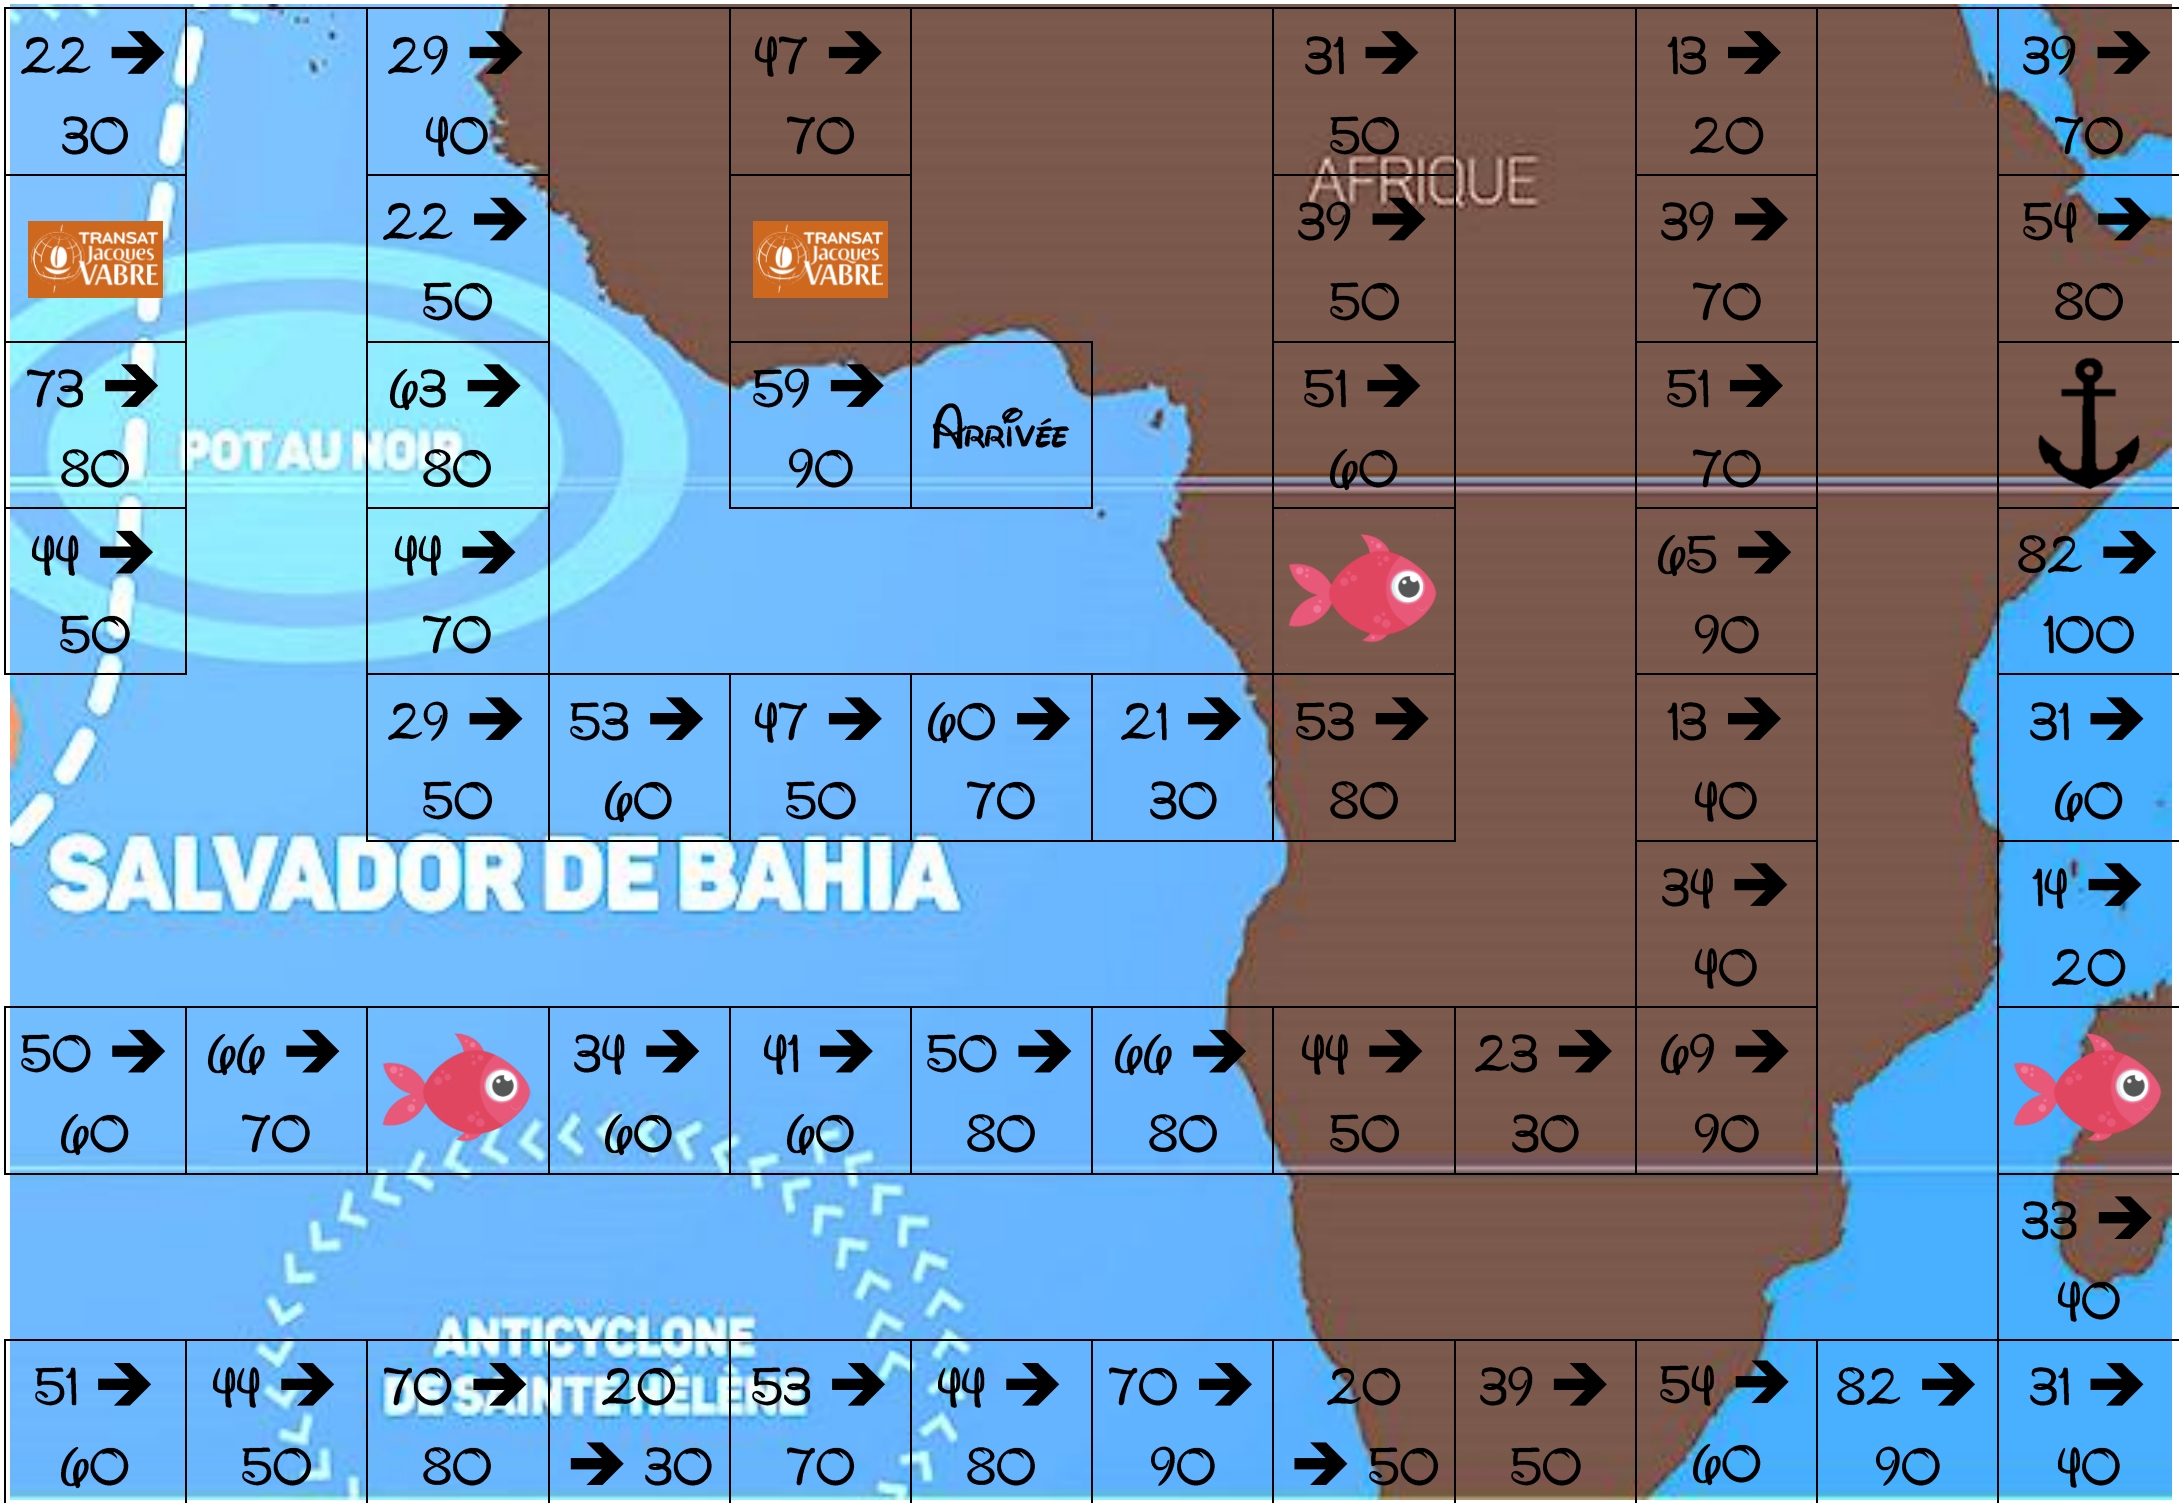 22 ➔ 29 ➔ 47 ➔ 31 ➔ 13 ➔ 39 ➔
30 40 70 50 20 70
AFRIQUE
22 ➔ 39 ➔ 39 ➔ 54 ➔
TRANSAT TRANSAT
Jacques Jacques
VABRE VABRE
50 50 70 80
73 ➔ 63 ➔ 59 ➔ ARRIVÉE 51 ➔ 51 ➔
POT AU NOIR
80 80 90 60 70
44 ➔ 44 ➔ 65 ➔ 82 ➔
50 70 90 100
29 ➔ 53 ➔ 47 ➔ 60 ➔ 21 ➔ 53 ➔ 13 ➔ 31 ➔
50 60 50 70 30 80 40 60
SALVADOR DE BAHIA
34 ➔ 14 ➔
40 20
50 ➔ 66 ➔ 34 ➔ 41 ➔ 50 ➔ 66 ➔ 44 ➔ 23 ➔ 69 ➔
60 70 60 60 80 80 50 30 90
33 ➔
40
ANTICYCLONE
DE SAINTE HÉLÈNE
51 ➔ 44 ➔ 70 ➔ 20 53 ➔ 44 ➔ 70 ➔ 20 39 ➔ 54 ➔ 82 ➔ 31 ➔
60 50 80 ➔ 30 70 80 90 ➔ 50 50 60 90 40